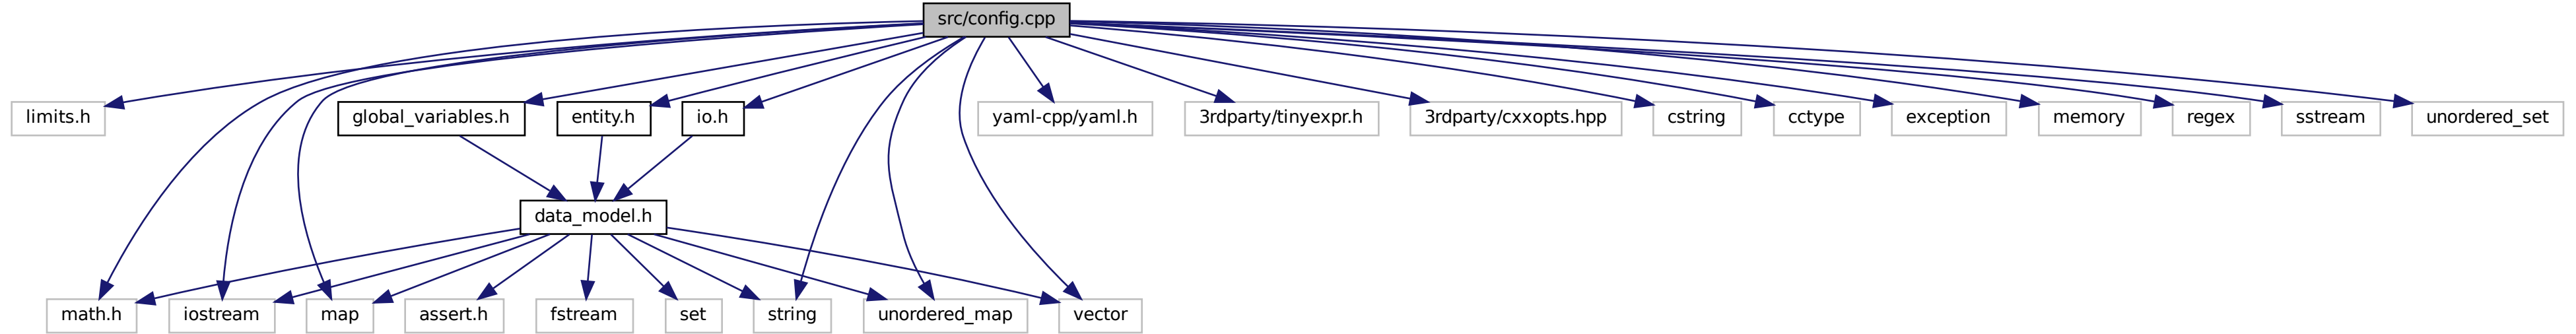 src/config.cpp
limits.h
global_variables.h
entity.h
io.h
yaml-cpp/yaml.h
3rdparty/tinyexpr.h
3rdparty/cxxopts.hpp
cstring
cctype
exception
memory
regex
sstream
unordered_set
data_model.h
math.h
iostream
map
assert.h
fstream
set
string
unordered_map
vector